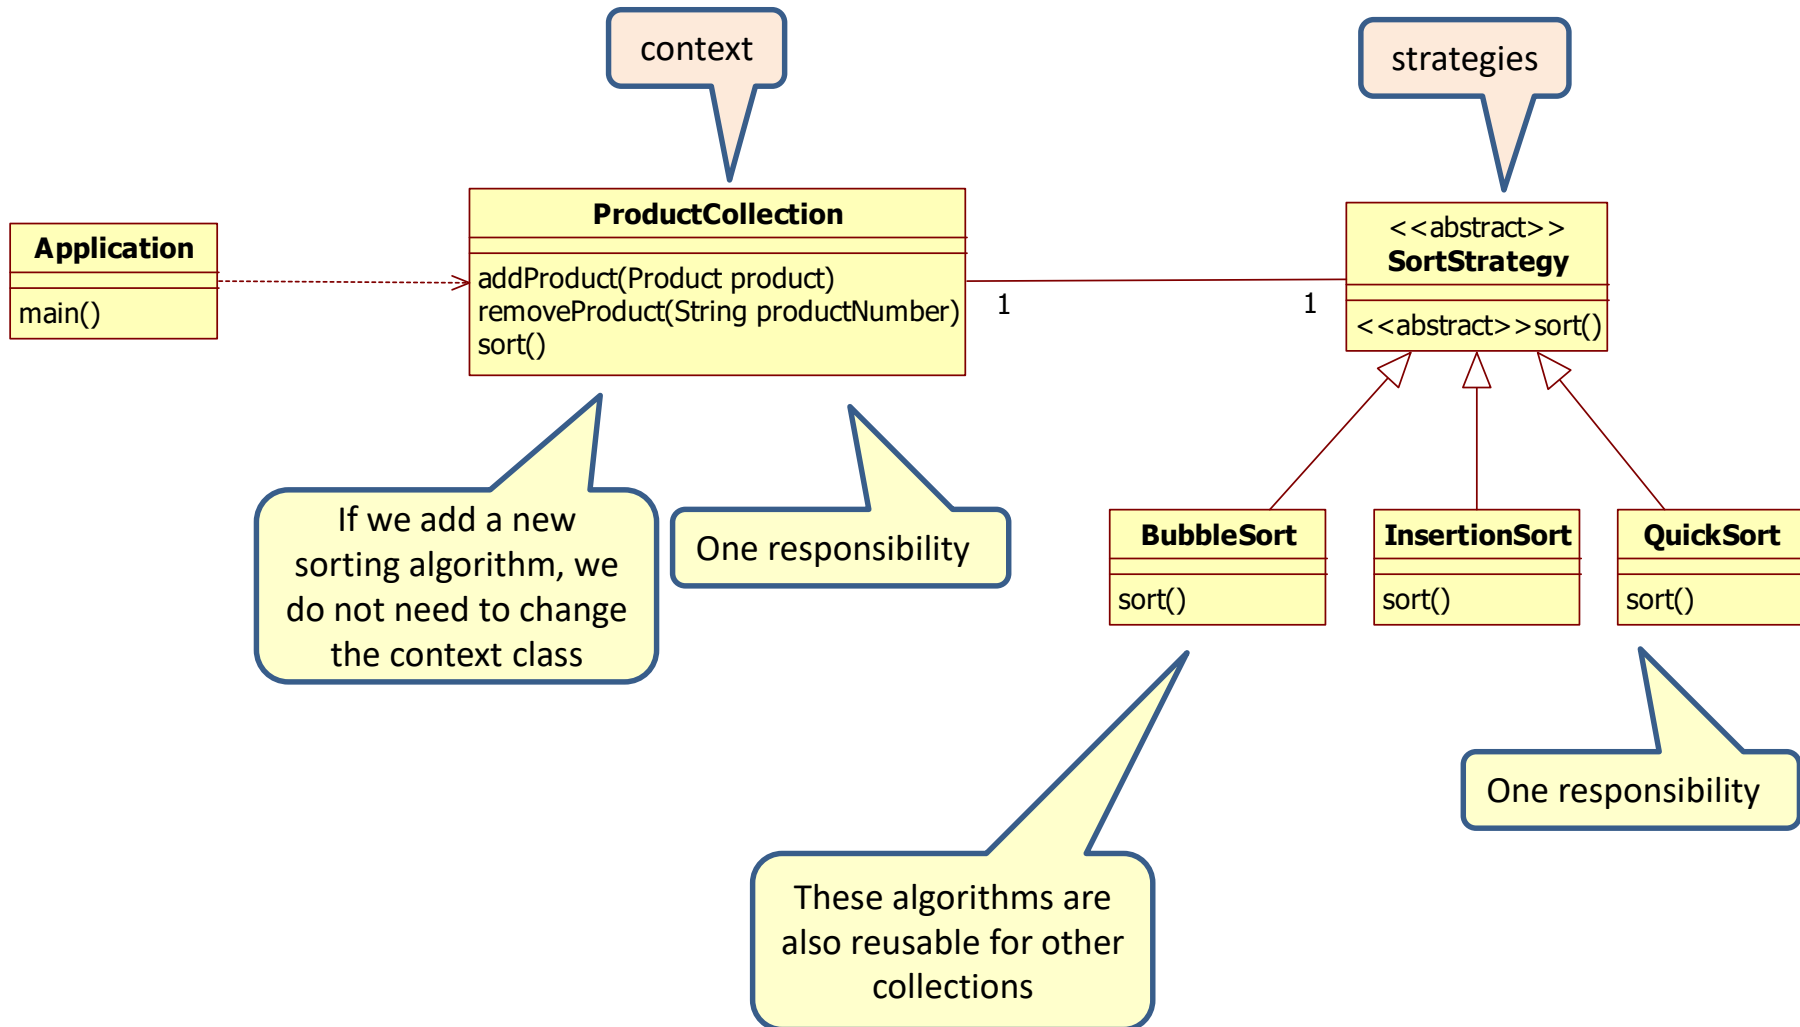 context
strategies
Application
main()
ProductCollection
addProduct(Product product)
removeProduct(String productNumber)
sort()
1
1
<<abstract>>
SortStrategy
<<abstract>>sort()
If we add a new
sorting algorithm, we
do not need to change
the context class
One responsibility
BubbleSort
sort()
InsertionSort
sort()
QuickSort
sort()
One responsibility
These algorithms are
also reusable for other
collections